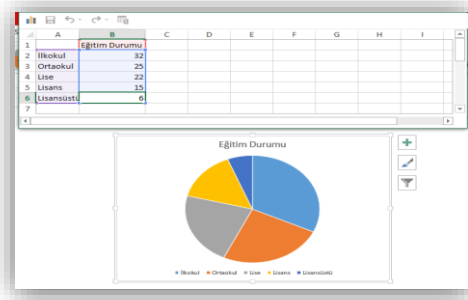 A B C D E F G H I
1 Eğitim Durumu
2 İlkokul 32
3 Ortaokul 25
4 Lise 22
5 Lisans 15
6 Lisansüstü 6
7
Eğitim Durumu
İlkokul Ortaokul Lise Lisans Lisansüstü